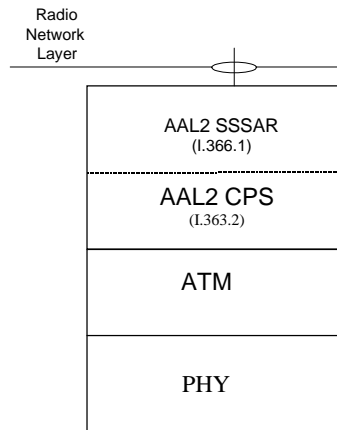 Radio
Network
Layer
AAL2 SSSAR
(I.366.1)
AAL2 CPS
(I.363.2)
ATM
PHY